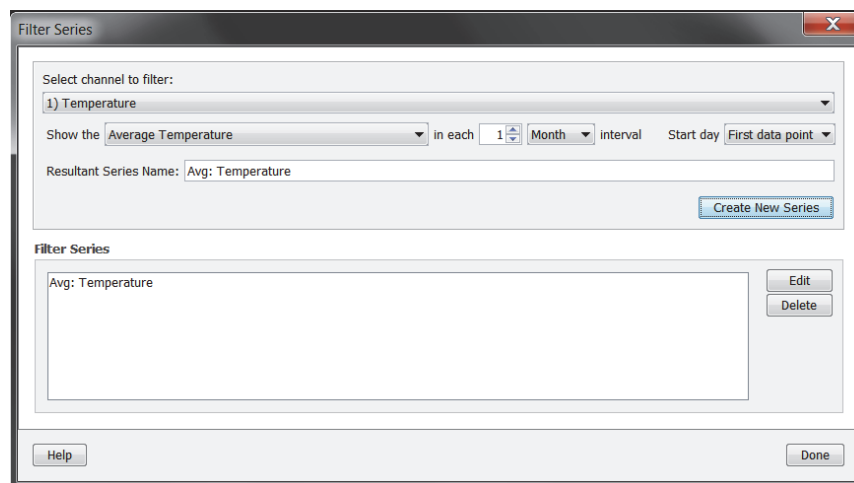 Filter Series
X
Select channel to filter:
1) Temperature
Show the Average Temperature in each 1 Month interval Start day First data point
Resultant Series Name: Avg: Temperature
Create New Series
Filter Series
Avg: Temperature
Edit
Delete
Help
Done